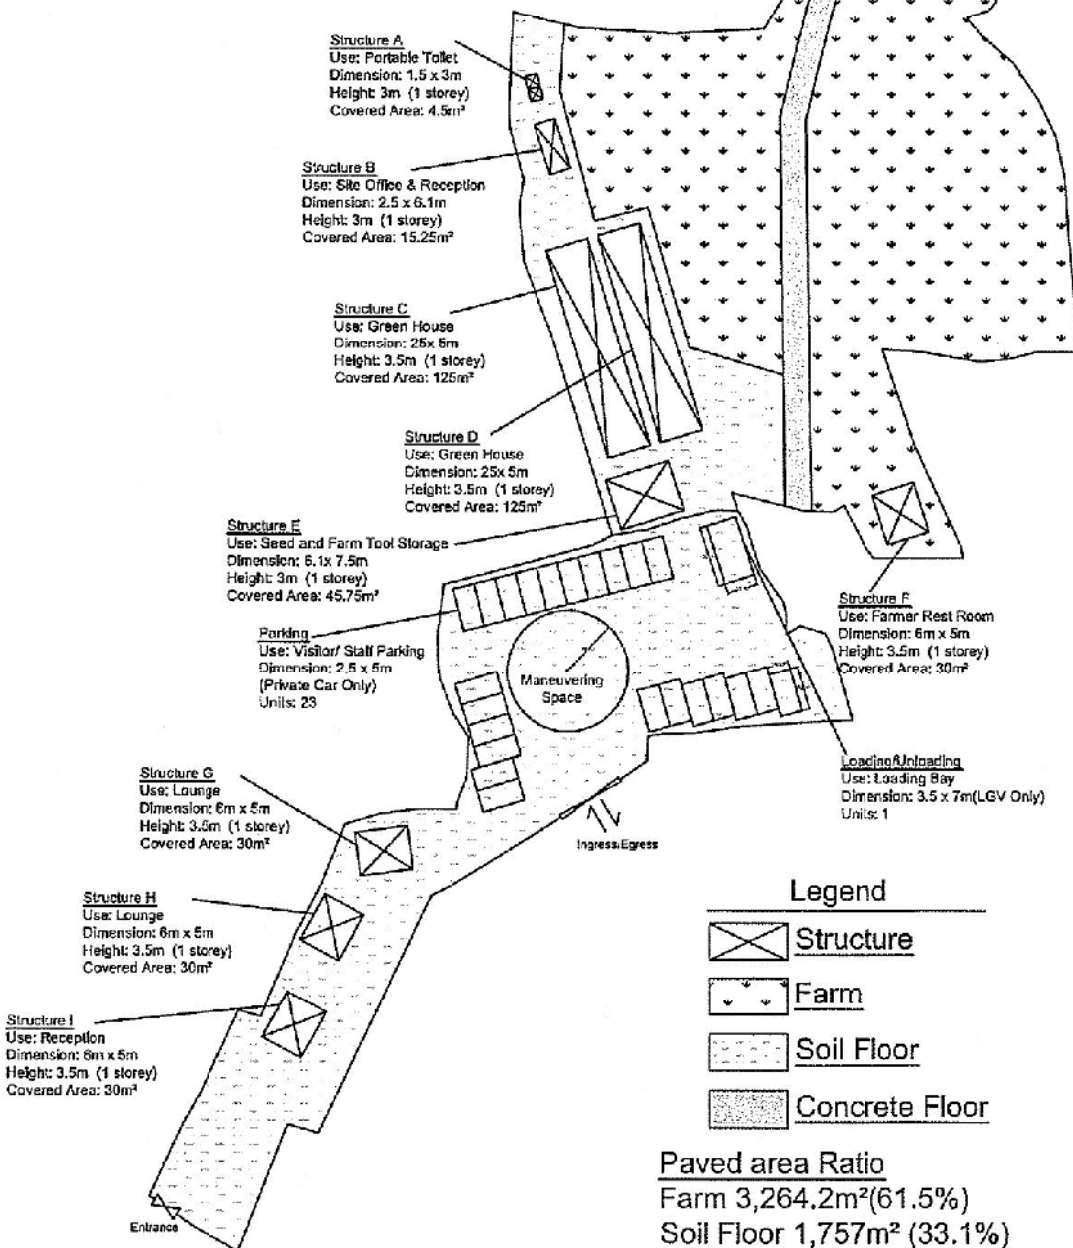 Structure A
Use: Portable Toilet
Dimension: 1.5 x 3m
Height: 3m (1 storey)
Covered Area: 4.5m²
Structure B
Use: Site Office & Reception
Dimension: 2.5 x 6.1m
Height: 3m (1 storey)
Covered Area: 15.25m²
Structure C
Use: Green House
Dimension: 25x 5m
Height: 3.5m (1 storey)
Covered Area: 125m²
Structure D
Use: Green House
Dimension: 25x 5m
Height: 3.5m (1 storey)
Covered Area: 125m²
Structure E
Use: Seed and Farm Tool Storage
Dimension: 6.1x 7.5m
Height: 3m (1 storey)
Covered Area: 45.75m²
Structure F
Use: Farmer Rest Room
Dimension: 6m x 5m
Height: 3.5m (1 storey)
Covered Area: 30m²
Parking
Use: Visitor/ Staff Parking
Dimension: 2.5 x 5m
(Private Car Only)
Units: 23
Maneuvering
Space
Loading/Unloading
Use: Loading Bay
Dimension: 3.5 x 7m(LGV Only)
Units: 1
Ingress/Egress
Structure G
Use: Lounge
Dimension: 6m x 5m
Height: 3.5m (1 storey)
Covered Area: 30m²
Structure H
Use: Lounge
Dimension: 6m x 5m
Height: 3.5m (1 storey)
Covered Area: 30m²
Structure I
Use: Reception
Dimension: 6m x 5m
Height: 3.5m (1 storey)
Covered Area: 30m²
Entrance
Legend
Structure
Farm
Soil Floor
Concrete Floor
Paved area Ratio
Farm 3,264.2m²(61.5%)
Soil Floor 1,757m² (33.1%)